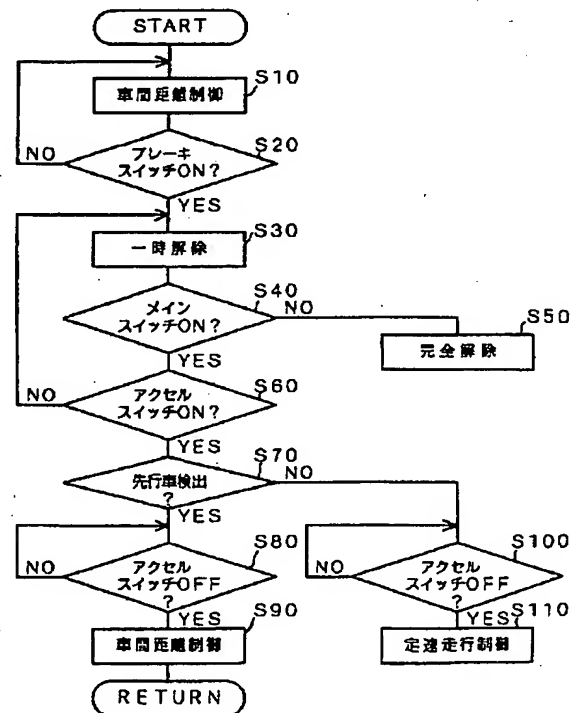 START
S10
車間距離制御
S20
ブレーキ
スイッチON?
NO
YES
S30
一時解除
S40
メイン
スイッチON?
NO
S50
完全解除
YES
S60
アクセル
スイッチON?
NO
YES
S70
先行車検出
?
NO
YES
S80
アクセル
スイッチOFF
?
NO
YES
S90
車間距離制御
RETURN
S100
アクセル
スイッチOFF
?
NO
YES
S110
定速走行制御